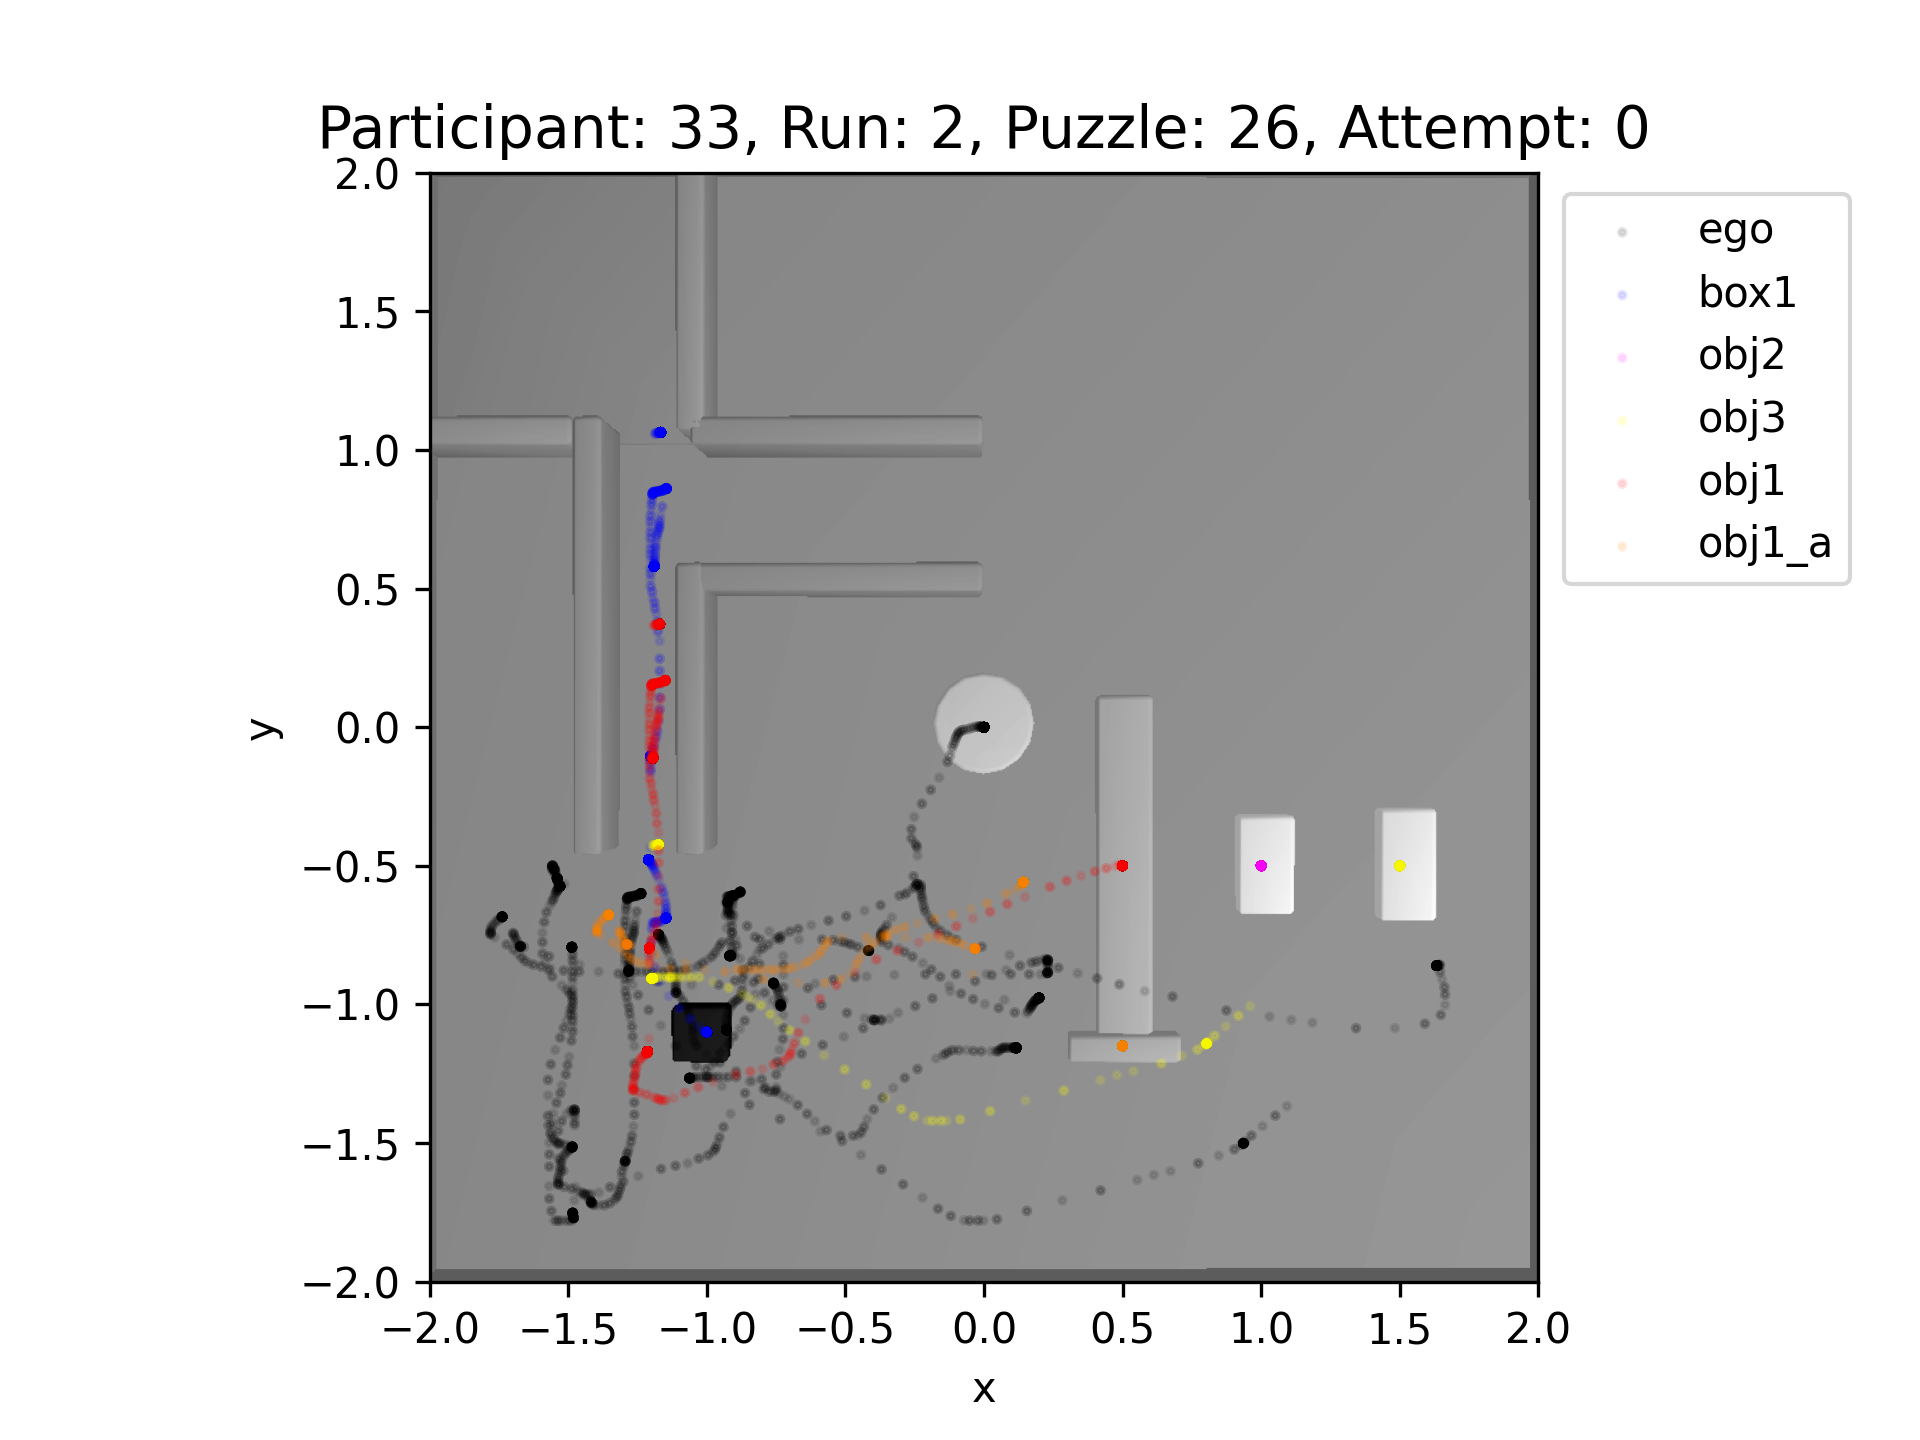 Participant: 33, Run: 2, Puzzle: 26, Attempt: 0
2.0
1.5
1.0
0.5
0.0
−0.5
−1.0
−1.5
−2.0
y
−2.0 −1.5 −1.0 −0.5 0.0 0.5 1.0 1.5 2.0
x
ego
box1
obj2
obj3
obj1
obj1_a